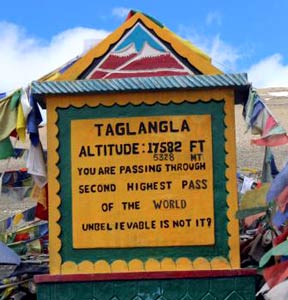 TAGLANGLA
ALTITUDE:17582 FT
5328 MT
YOU ARE PASSING THROUGH
SECOND HIGHEST PASS
OF THE WORLD
UNBELIEVABLE IS NOT IT?